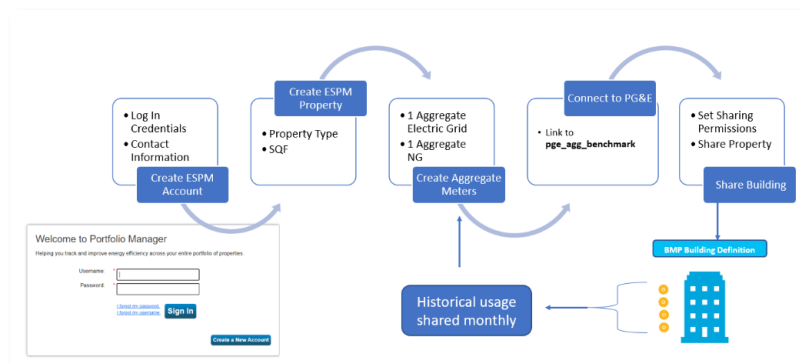 • Log In
Credentials
• Contact
Information
Create ESPM
Account
Create ESPM
Property
• Property Type
• SQF
• 1 Aggregate
Electric Grid
• 1 Aggregate
NG
Create Aggregate
Meters
Connect to PG&E
• Link to
pge_agg_benchmark
• Set Sharing
Permissions
• Share Property
Share Building
BMP Building Definition
Historical usage
shared monthly
Welcome to Portfolio Manager
Helping you track and improve energy efficiency across your entire portfolio of properties.
Username: *
Password: *
I forgot my password.
I forgot my username.
Sign In
Create a New Account